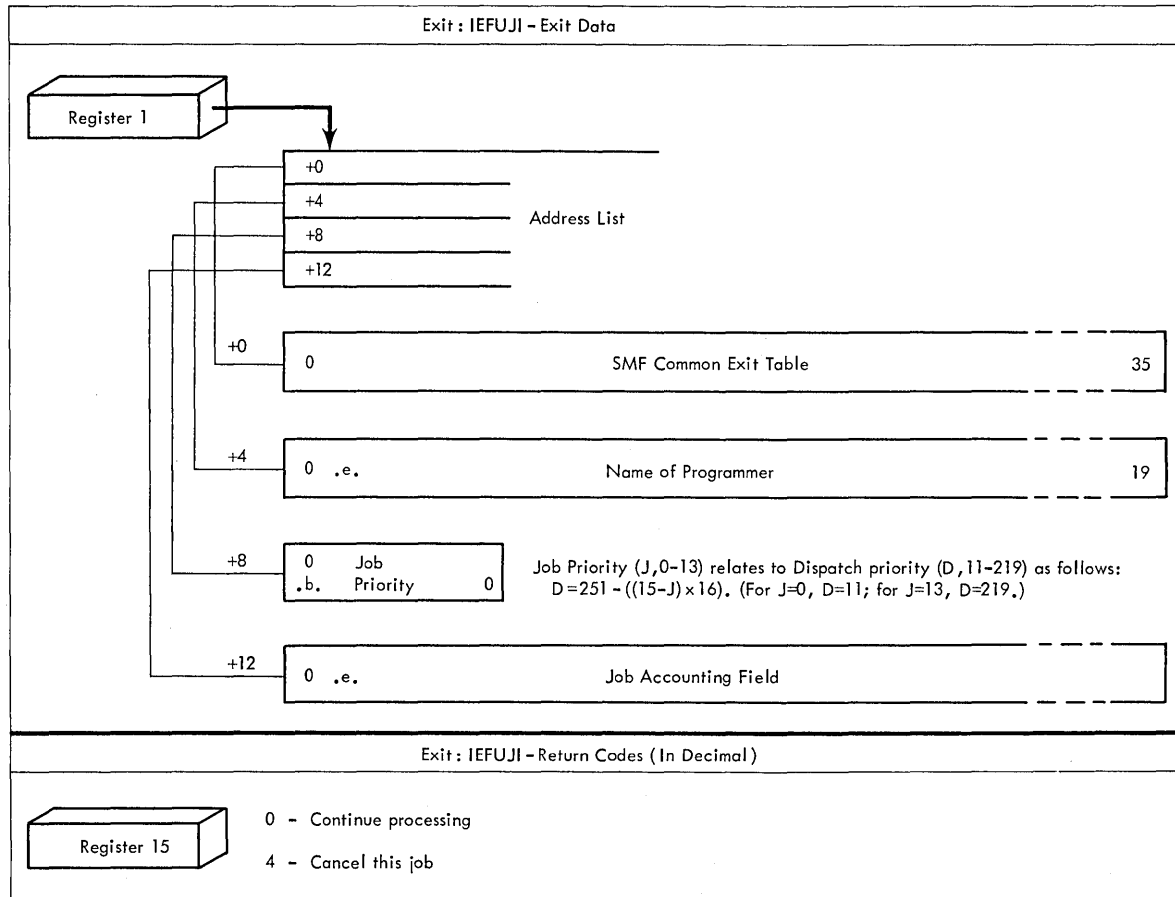 Exit : IEFUJI - Exit Data
Register 1
+0
+4
Address List
+8
+12
+0
0 SMF Common Exit Table 35
+4
0 .e. Name of Programmer 19
+8
0 Job
.b. Priority 0
Job Priority (J,0-13) relates to Dispatch priority (D,11-219) as follows:
D=251-((15-J)×16). (For J=0, D=11; for J=13, D=219.)
+12
0 .e. Job Accounting Field
Exit : IEFUJI - Return Codes (In Decimal)
Register 15
0 - Continue processing
4 - Cancel this job